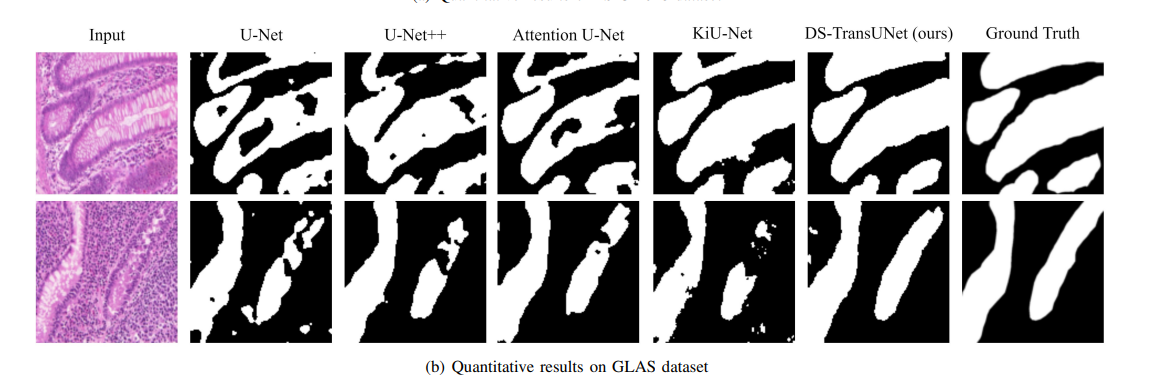 Input U-Net U-Net++ Attention U-Net KiU-Net DS-TransUNet (ours) Ground Truth
(b) Quantitative results on GLAS dataset